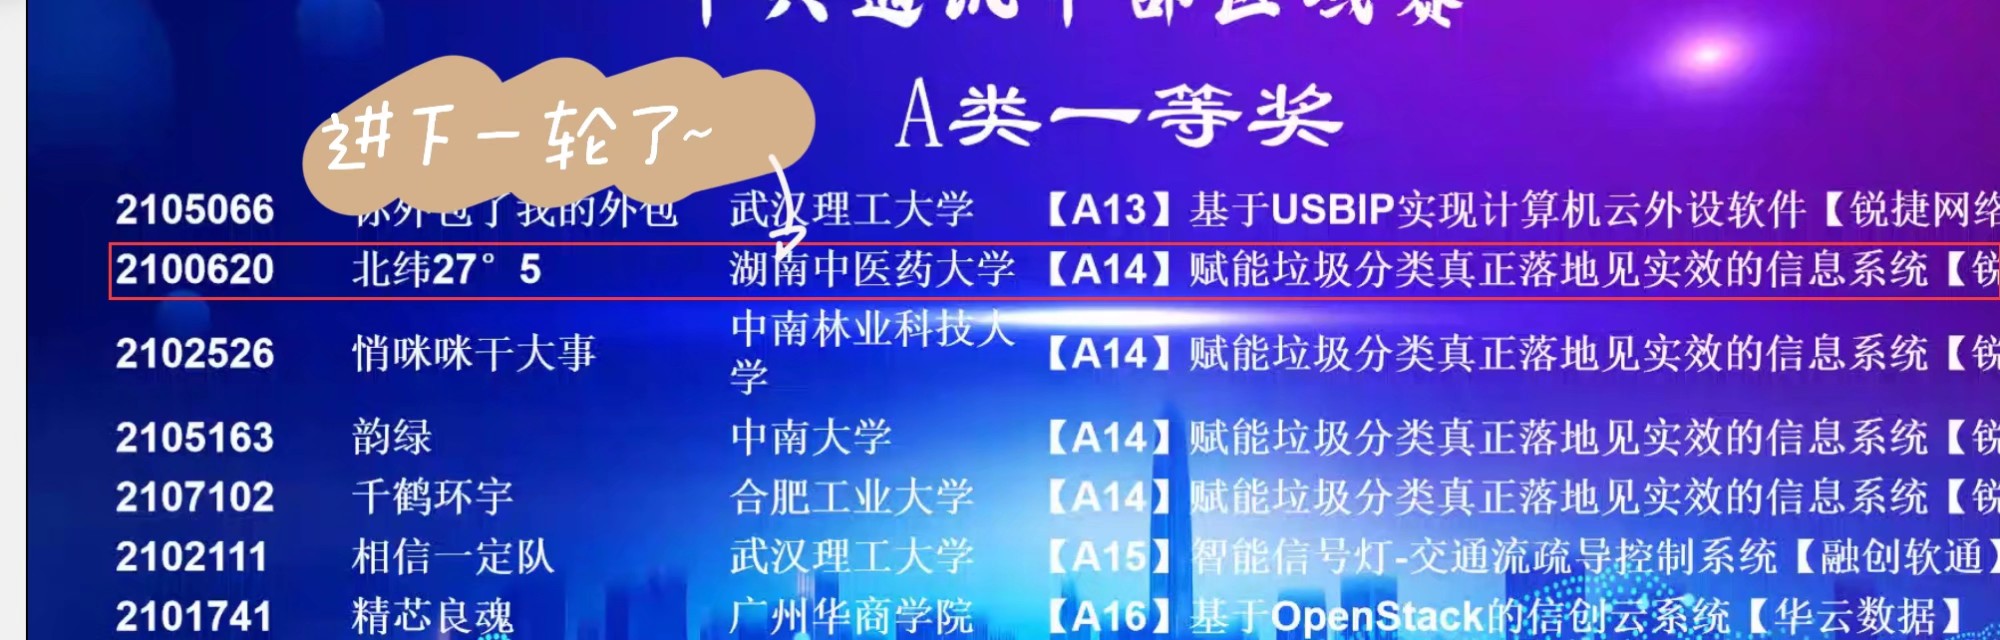 A类一等奖
进下一轮了~
2105066 你外包了我的外包 武汉理工大学 【A13】基于USBIP实现计算机云外设软件【锐捷网络
2100620 北纬27°5 湖南中医药大学 【A14】赋能垃圾分类真正落地见实效的信息系统【锐
2102526 悄咪咪干大事 中南林业科技大学 【A14】赋能垃圾分类真正落地见实效的信息系统【锐
2105163 韵绿 中南大学 【A14】赋能垃圾分类真正落地见实效的信息系统【锐
2107102 千鹤环宇 合肥工业大学 【A14】赋能垃圾分类真正落地见实效的信息系统【锐
2102111 相信一定队 武汉理工大学 【A15】智能信号灯-交通流疏导控制系统【融创软通】
2101741 精芯良魂 广州华商学院 【A16】基于OpenStack的信创云系统【华云数据】